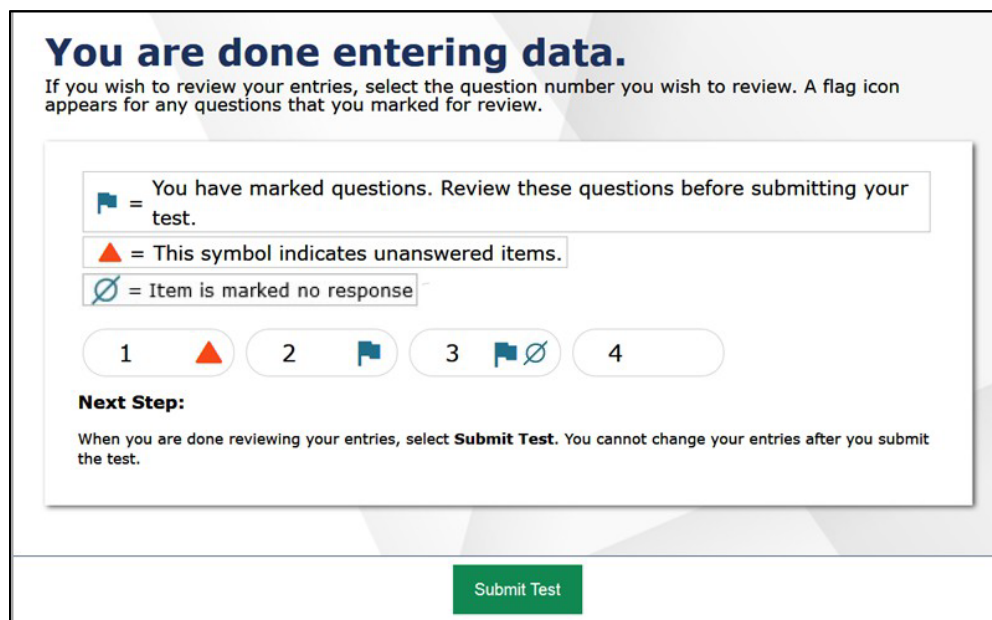 You are done entering data.
If you wish to review your entries, select the question number you wish to review. A flag icon
appears for any questions that you marked for review.
= You have marked questions. Review these questions before submitting your
test.
= This symbol indicates unanswered items.
= Item is marked no response
1 2 3 4
Next Step:
When you are done reviewing your entries, select Submit Test. You cannot change your entries after you submit
the test.
Submit Test